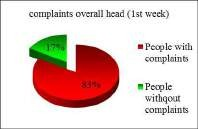 complaints overall head (1st week)
17%
83%
People with
complaints
People
withqout
complaints